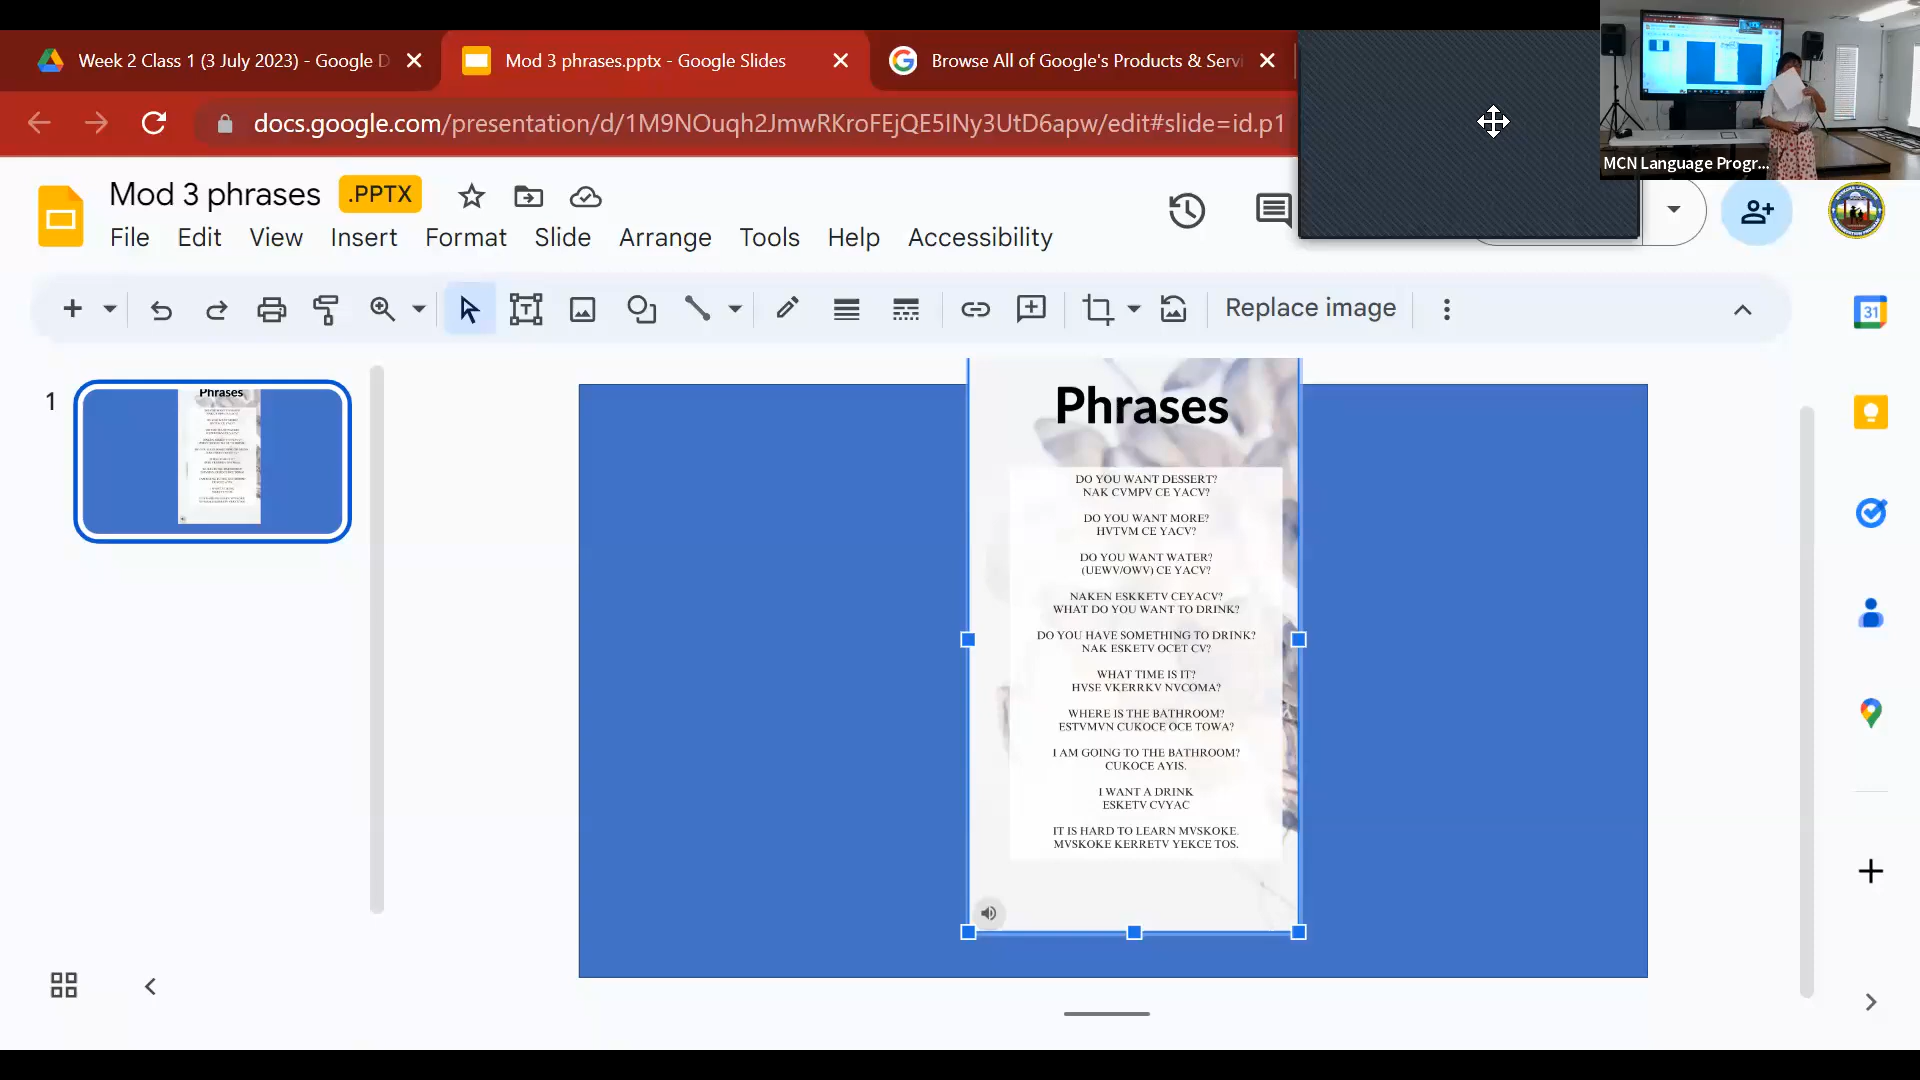 Week 2 Class 1 (3 July 2023) - Google D
Mod 3 phrases.pptx - Google Slides
Browse All of Google's Products & Servi
docs.google.com/presentation/d/1M9NOuqh2JmwRKroFEjQE5INy3UtD6apw/edit#slide=id.p1
MCN Language Progr...
Mod 3 phrases .PPTX
File Edit View Insert Format Slide Arrange Tools Help Accessibility
Replace image
31
1
Phrases
Phrases
DO YOU WANT DESSERT?
NAK CVMPV CE YACV?
DO YOU WANT MORE?
HVTVM CE YACV?
DO YOU WANT WATER?
(UEWV/OWV) CE YACV?
NAKEN ESKKETV CEYACV?
WHAT DO YOU WANT TO DRINK?
DO YOU HAVE SOMETHING TO DRINK?
NAK ESKETV OCET CV?
WHAT TIME IS IT?
HVSE VKERRKV NVCOMA?
WHERE IS THE BATHROOM?
ESTVMVN CUKOCE OCE TOWA?
I AM GOING TO THE BATHROOM?
CUKOCE AYIS.
I WANT A DRINK
ESKETV CVYAC
IT IS HARD TO LEARN MVSKOKE.
MVSKOKE KERRETV YEKCE TOS.